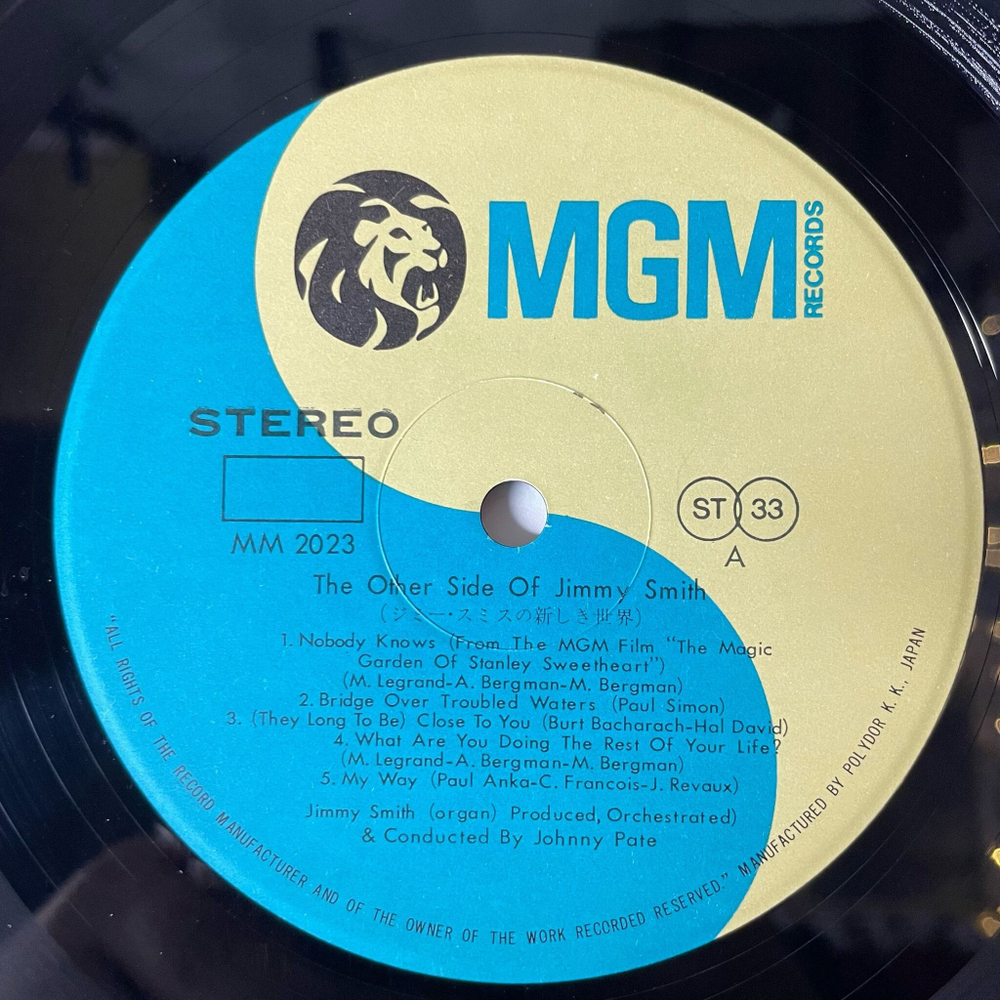 MGM RECORDS
STEREO
MM 2023
ST 33
A
The Other Side Of Jimmy Smith
(ジミー・スミスの新しき世界)
1. Nobody Knows (From The MGM Film "The Magic
Garden Of Stanley Sweetheart")
(M. Legrand-A. Bergman-M. Bergman)
2. Bridge Over Troubled Waters (Paul Simon)
3. (They Long To Be) Close To You (Burt Bacharach-Hal David)
4. What Are You Doing The Rest Of Your Life?
(M. Legrand-A. Bergman-M. Bergman)
5. My Way (Paul Anka-C. Francois-J. Revaux)
Jimmy Smith (organ) Produced, Orchestrated)
& Conducted By Johnny Pate
"ALL RIGHTS OF THE RECORD MANUFACTURER AND OF THE OWNER OF THE WORK RECORDED RESERVED." MANUFACTURED BY POLYDOR K. K., JAPAN